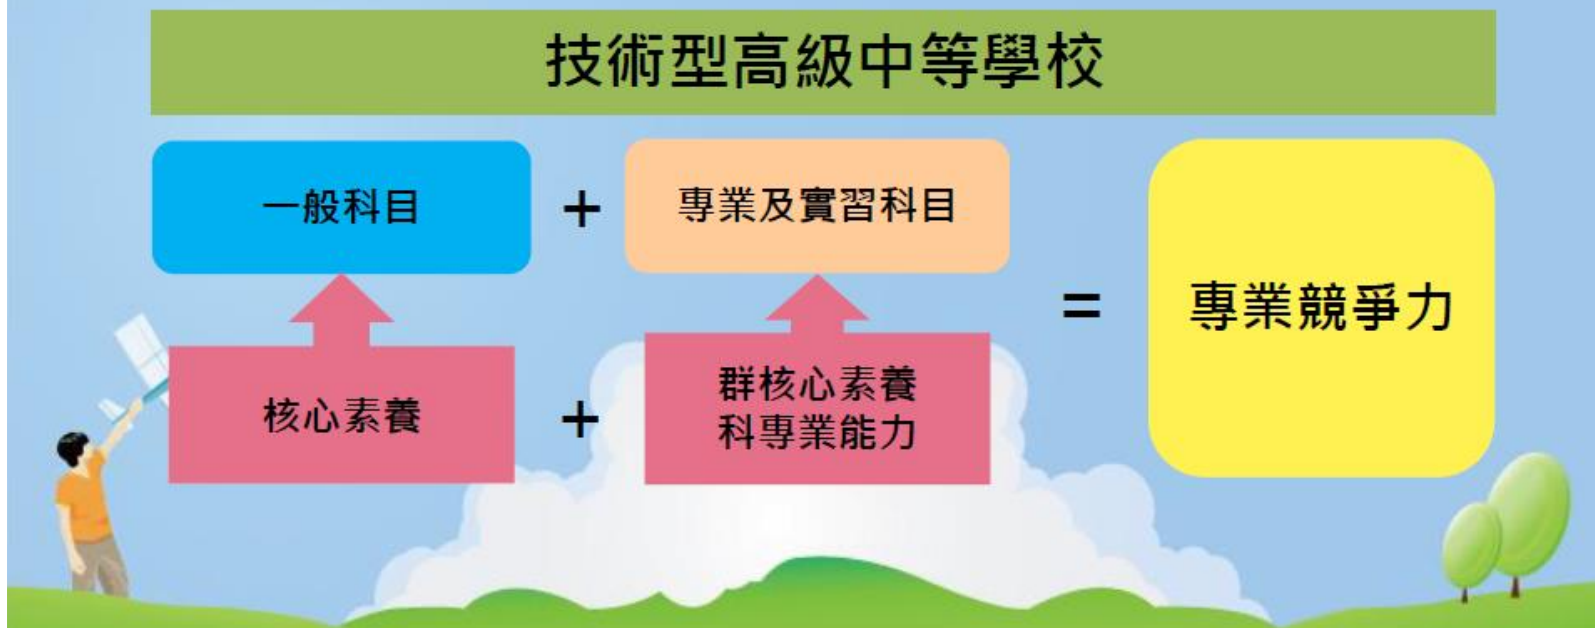 技術型高級中等學校
一般科目
+
專業及實習科目
=
專業競爭力
核心素養
+
群核心素養
科專業能力